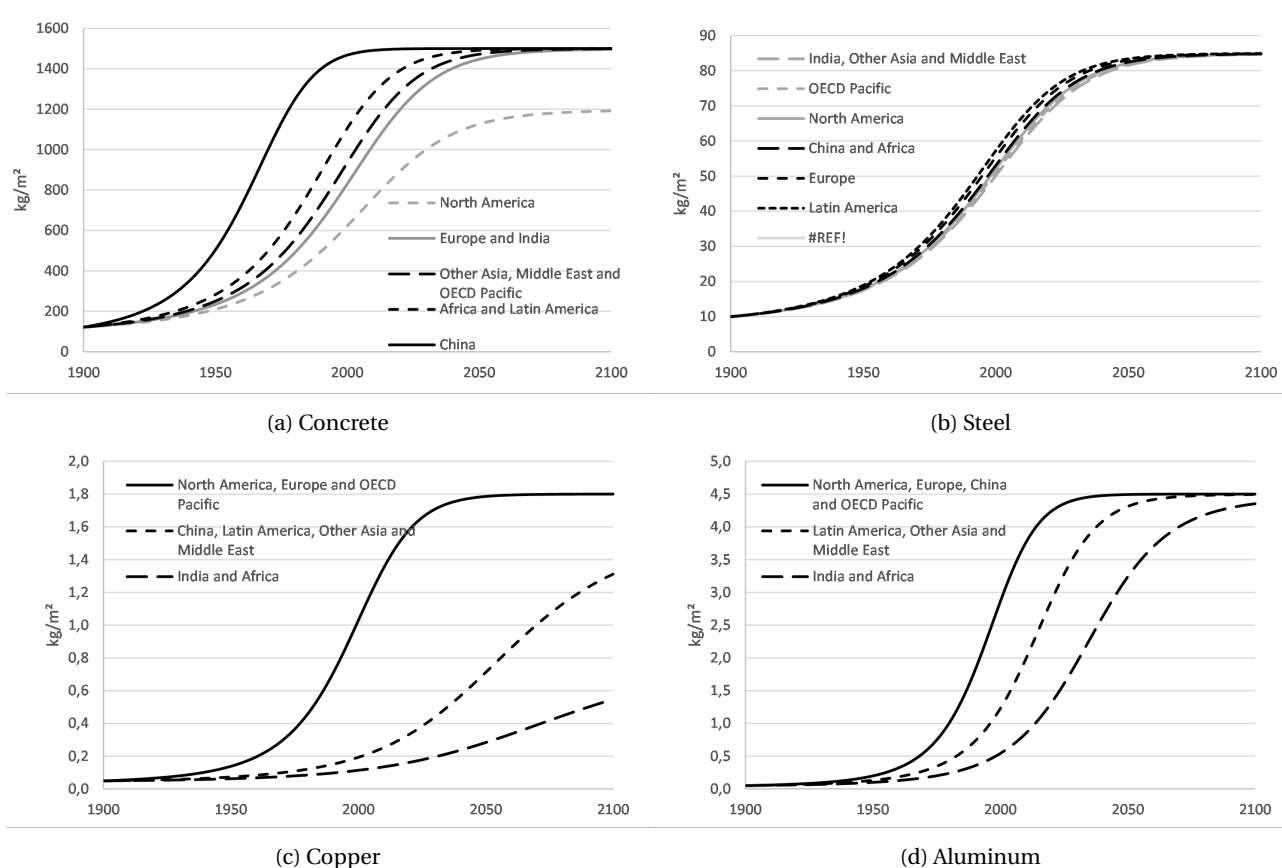 1600
1400
1200
1000
800
600
400
200
0
kg/m²
1900 1950 2000 2050 2100
North America
Europe and India
Other Asia, Middle East and
OECD Pacific
Africa and Latin America
China
(a) Concrete
90
80
70
60
50
40
30
20
10
0
kg/m²
1900 1950 2000 2050 2100
India, Other Asia and Middle East
OECD Pacific
North America
China and Africa
Europe
Latin America
#REF!
(b) Steel
2,0
1,8
1,6
1,4
1,2
1,0
0,8
0,6
0,4
0,2
0,0
kg/m²
1900 1950 2000 2050 2100
North America, Europe and OECD
Pacific
China, Latin America, Other Asia and
Middle East
India and Africa
(c) Copper
5,0
4,5
4,0
3,5
3,0
2,5
2,0
1,5
1,0
0,5
0,0
kg/m²
1900 1950 2000 2050 2100
North America, Europe, China
and OECD Pacific
Latin America, Other Asia and
Middle East
India and Africa
(d) Aluminum